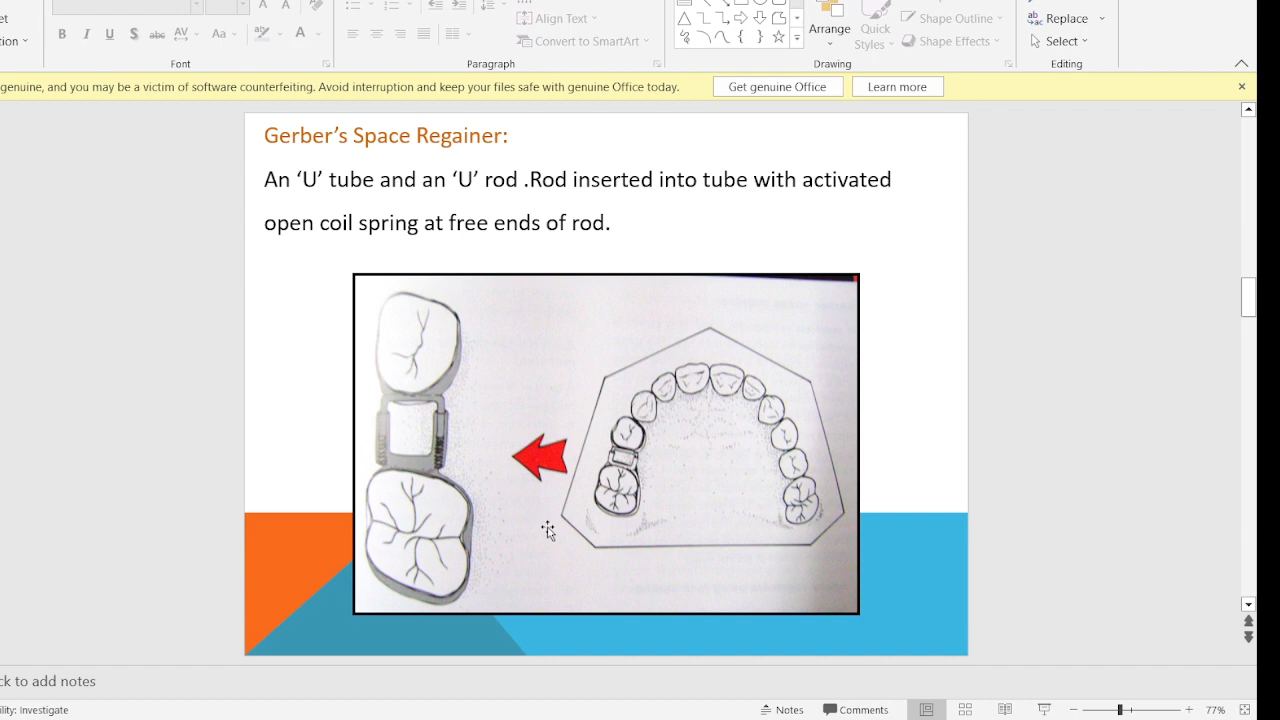 Align Text
Convert to SmartArt
Arrange
Quick
Styles
Shape Outline
Shape Effects
Replace
Select
B I U S abc AV Aa A
Font
Paragraph
Drawing
Editing
genuine, and you may be a victim of software counterfeiting. Avoid interruption and keep your files safe with genuine Office today.
Get genuine Office
Learn more
Gerber’s Space Regainer:
An ‘U’ tube and an ‘U’ rod .Rod inserted into tube with activated
open coil spring at free ends of rod.
ck to add notes
ility: Investigate
Notes
Comments
77%